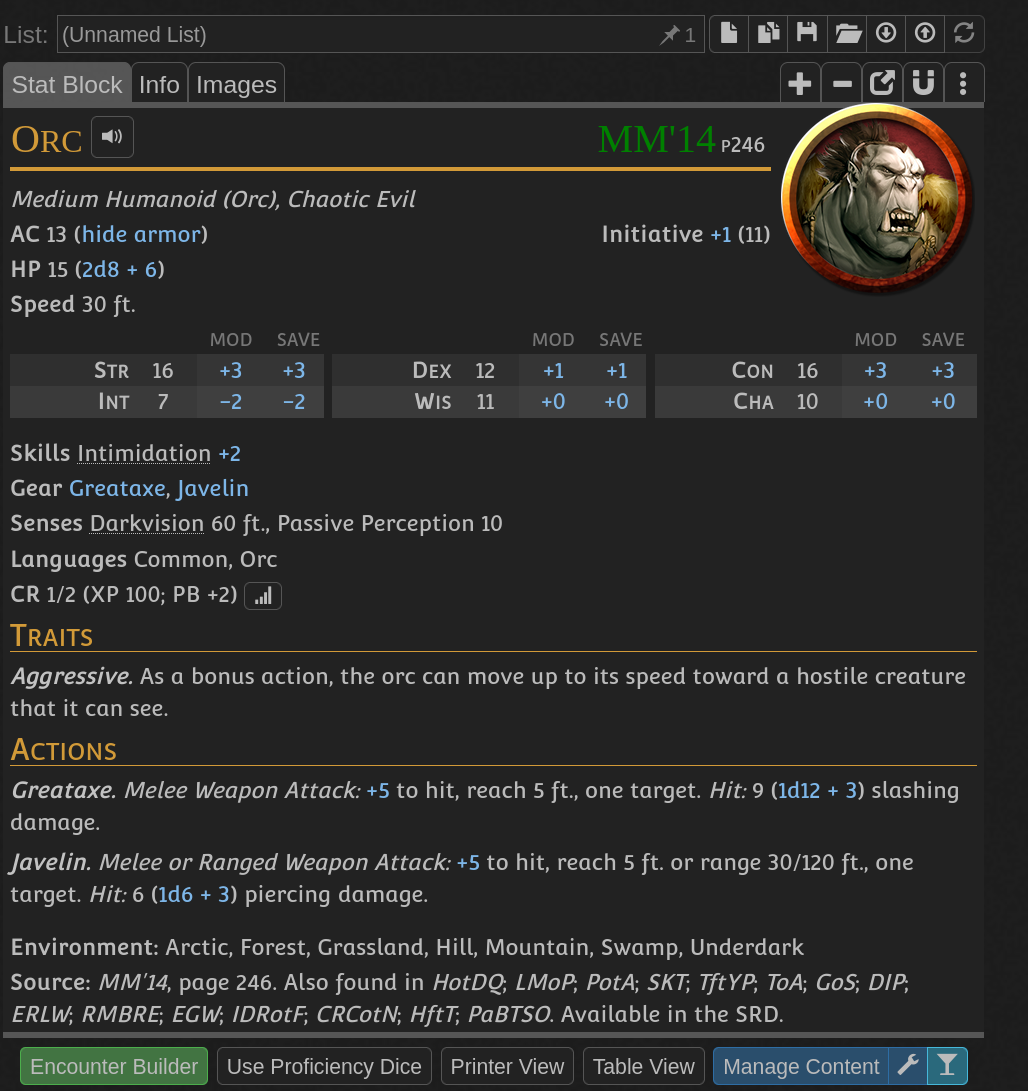 List: (Unnamed List) 1
Stat Block Info Images
Orc MM'14 p246
Medium Humanoid (Orc), Chaotic Evil
AC 13 (hide armor) Initiative +1 (11)
HP 15 (2d8 + 6)
Speed 30 ft.
MOD SAVE MOD SAVE MOD SAVE
Str 16 +3 +3 Dex 12 +1 +1 Con 16 +3 +3
Int 7 −2 −2 Wis 11 +0 +0 Cha 10 +0 +0
Skills Intimidation +2
Gear Greataxe, Javelin
Senses Darkvision 60 ft., Passive Perception 10
Languages Common, Orc
CR 1/2 (XP 100; PB +2)
Traits
Aggressive. As a bonus action, the orc can move up to its speed toward a hostile creature
that it can see.
Actions
Greataxe. Melee Weapon Attack: +5 to hit, reach 5 ft., one target. Hit: 9 (1d12 + 3) slashing
damage.
Javelin. Melee or Ranged Weapon Attack: +5 to hit, reach 5 ft. or range 30/120 ft., one
target. Hit: 6 (1d6 + 3) piercing damage.
Environment: Arctic, Forest, Grassland, Hill, Mountain, Swamp, Underdark
Source: MM'14, page 246. Also found in HotDQ; LMoP; PotA; SKT; TftYP; ToA; GoS; DIP;
ERLW; RMBRE; EGW; IDRotF; CRCotN; HftT; PaBTSO. Available in the SRD.
Encounter Builder Use Proficiency Dice Printer View Table View Manage Content